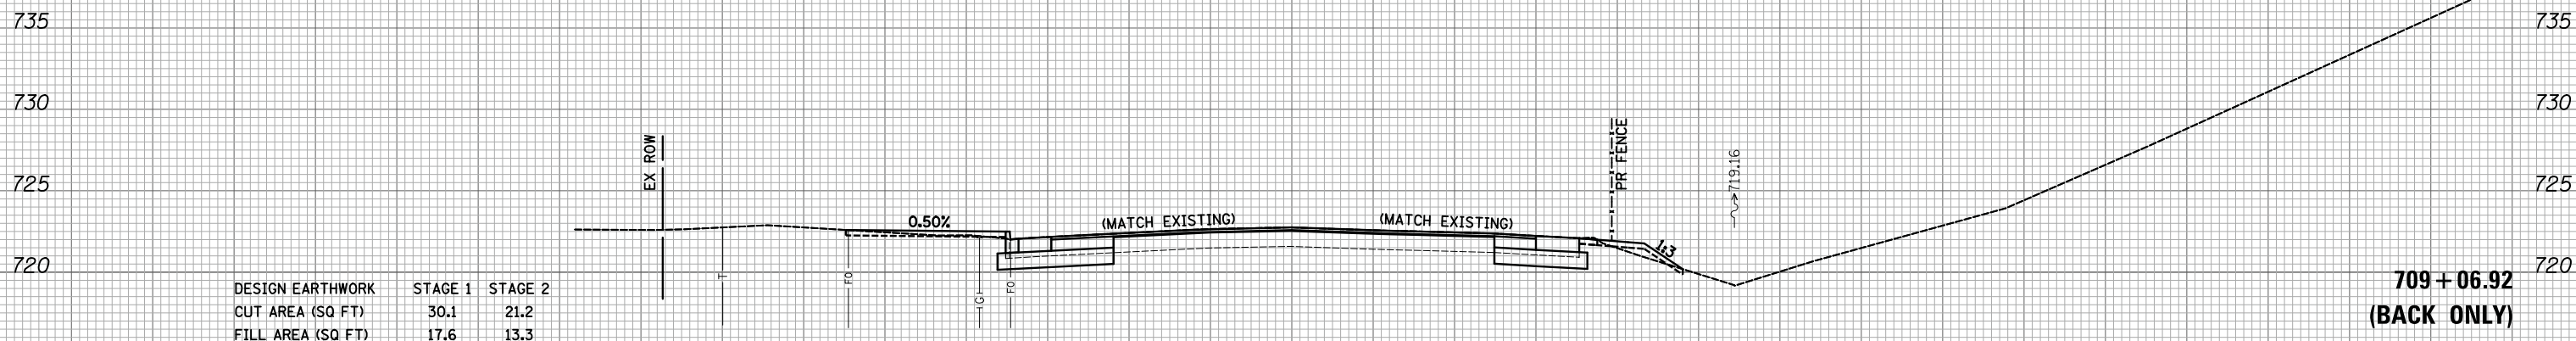 735
735
730
730
EX ROW
PR FENCE
719.16
725
725
0.50%
(MATCH EXISTING)
(MATCH EXISTING)
1:3
720
720
T
FO
G
FO
DESIGN EARTHWORK STAGE 1 STAGE 2
CUT AREA (SQ FT) 30.1 21.2
FILL AREA (SQ FT) 17.6 13.3
709+06.92
(BACK ONLY)